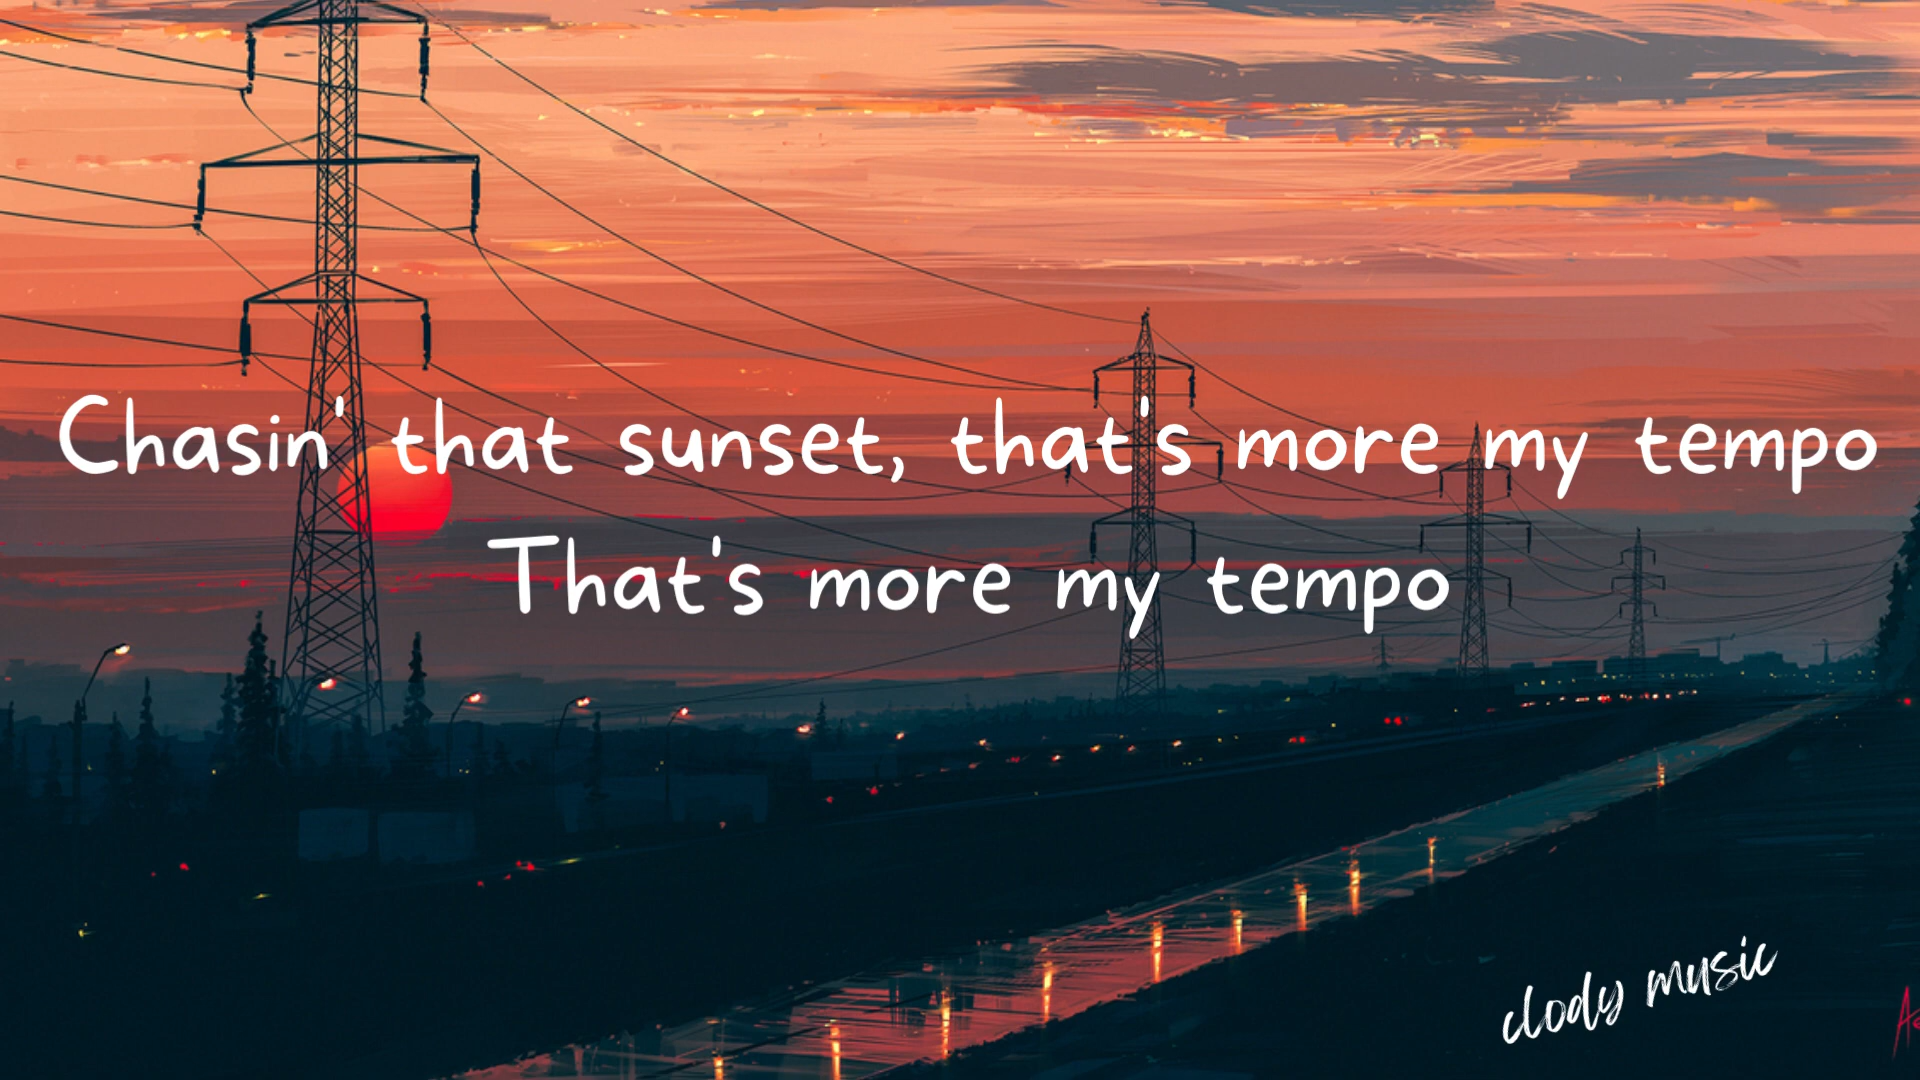 Chasin' that sunset, that's more my tempo
That's more my tempo
clody music